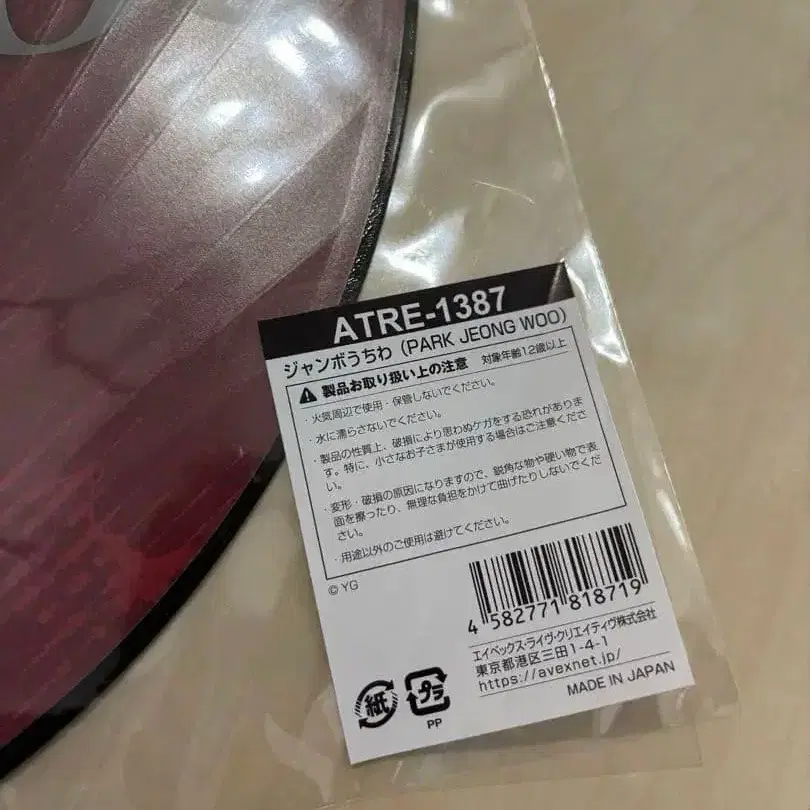 ATRE-1387
ジャンボうちわ (PARK JEONG WOO)
製品お取り扱い上の注意 対象年齢12歳以上
・火気周辺で使用・保管しないでください。
・水に濡らさないでください。
・製品の性質上、破損により思わぬケガをする恐れがありま
す。特に、小さなお子さまが使用する場合はご注意くださ
い。
・変形・破損の原因になりますので、鋭角な物や硬い物で表
面を擦ったり、無理な負担をかけて曲げたりしないでくだ
さい。
・用途以外のご使用は避けてください。
© YG
4 582771 818719
エイベックス・ライヴ・クリエイティヴ株式会社
東京都港区三田1-4-1
https://avexnet.jp/
MADE IN JAPAN
紙
プラ
PP